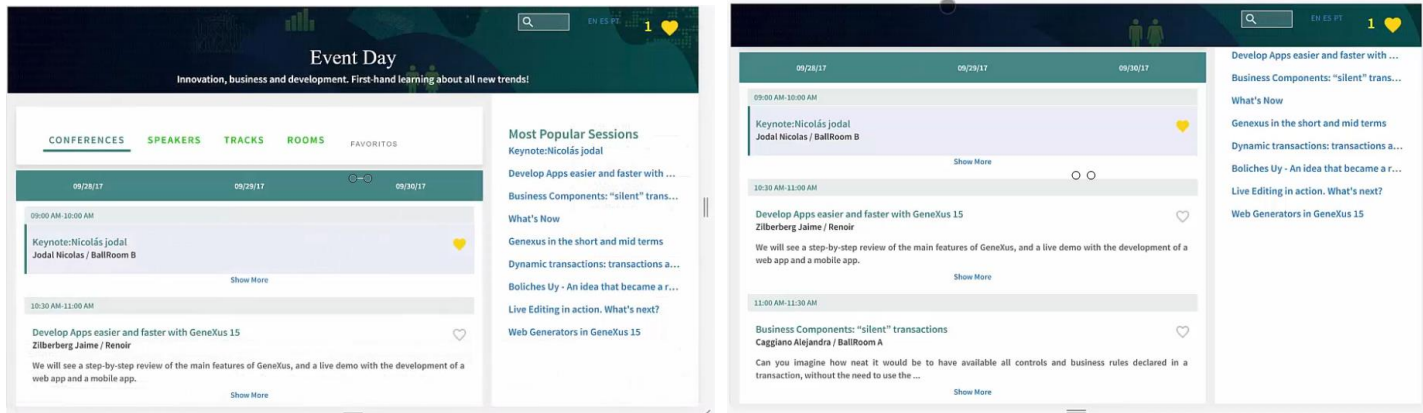 EN ES PT
1
Event Day
Innovation, business and development. First-hand learning about all new trends!
CONFERENCES SPEAKERS TRACKS ROOMS FAVORITOS
09/28/17 09/29/17 09/30/17
09:00 AM-10:00 AM
Keynote:Nicolás jodal
Jodal Nicolas / BallRoom B
Show More
10:30 AM-11:00 AM
Develop Apps easier and faster with GeneXus 15
Zilberberg Jaime / Renoir
We will see a step-by-step review of the main features of GeneXus, and a live demo with the development of a
web app and a mobile app.
Show More
Most Popular Sessions
Keynote:Nicolás jodal
Develop Apps easier and faster with ...
Business Components: “silent” trans...
What's Now
Genexus in the short and mid terms
Dynamic transactions: transactions a...
Boliches Uy - An idea that became a r...
Live Editing in action. What's next?
Web Generators in GeneXus 15
EN ES PT
1
09/28/17 09/29/17 09/30/17
09:00 AM-10:00 AM
Keynote:Nicolás jodal
Jodal Nicolas / BallRoom B
Show More
10:30 AM-11:00 AM
Develop Apps easier and faster with GeneXus 15
Zilberberg Jaime / Renoir
We will see a step-by-step review of the main features of GeneXus, and a live demo with the development of a
web app and a mobile app.
Show More
11:00 AM-11:30 AM
Business Components: “silent” transactions
Caggiano Alejandra / BallRoom A
Can you imagine how neat it would be to have available all controls and business rules declared in a
transaction, without the need to use the ...
Show More
Develop Apps easier and faster with ...
Business Components: “silent” trans...
What's Now
Genexus in the short and mid terms
Dynamic transactions: transactions a...
Boliches Uy - An idea that became a r...
Live Editing in action. What's next?
Web Generators in GeneXus 15